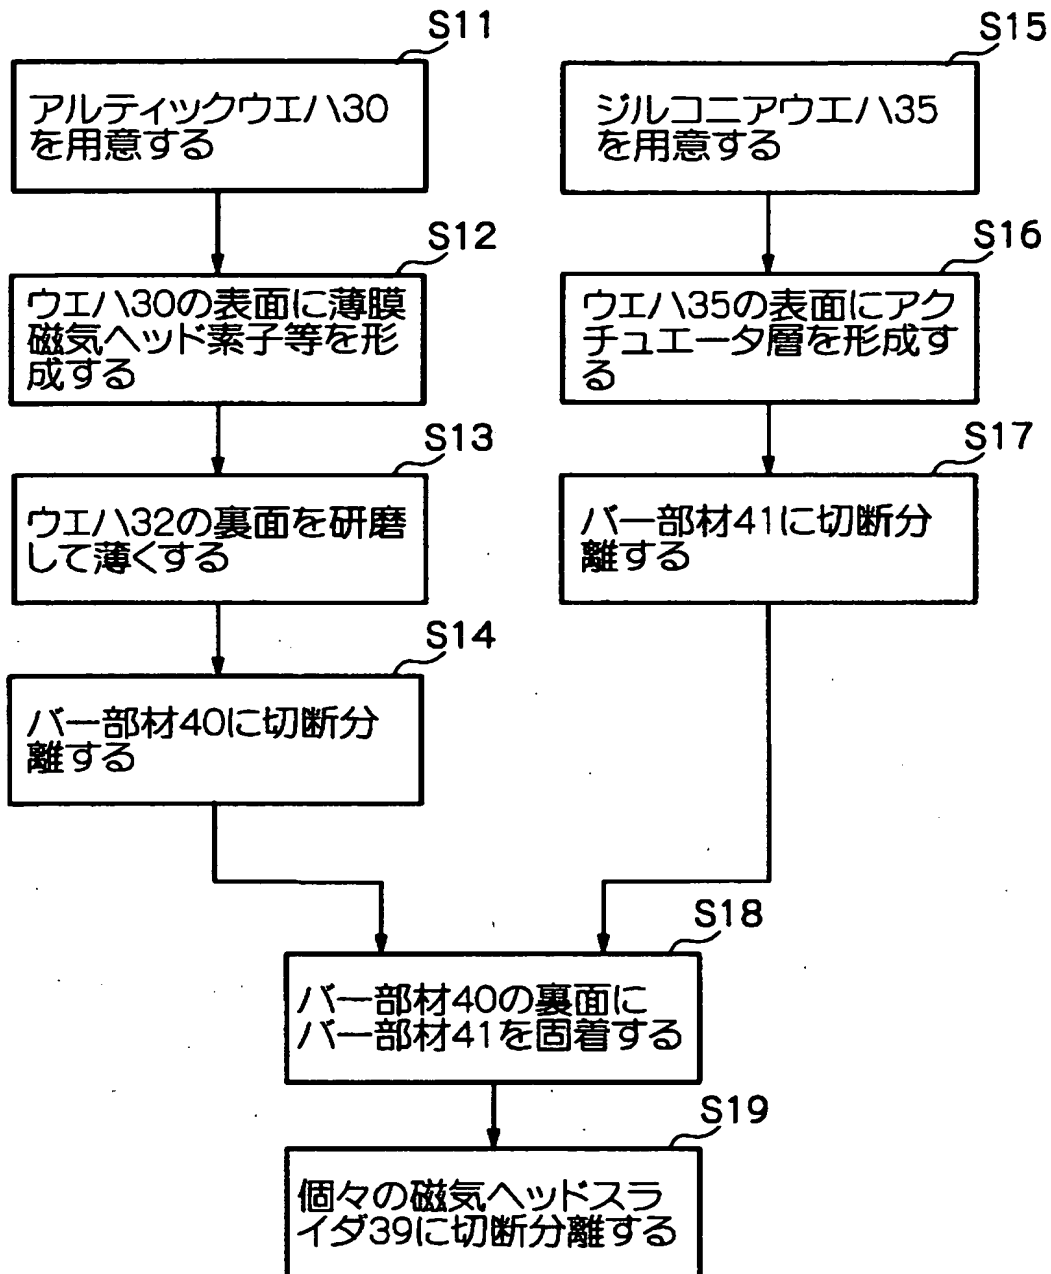 S11
アルティックウエハ30
を用意する
S12
ウエハ30の表面に薄膜
磁気ヘッド素子等を形
成する
S13
ウエハ32の裏面を研磨
して薄くする
S14
バー部材40に切断分
離する
S15
ジルコニアウエハ35
を用意する
S16
ウエハ35の表面にアク
チュエータ層を形成す
る
S17
バー部材41に切断分
離する
S18
バー部材40の裏面に
バー部材41を固着する
S19
個々の磁気ヘッドスラ
イダ39に切断分離する